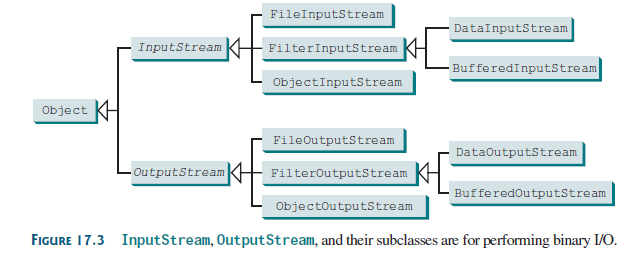 FileInputStream
DataInputStream
InputStream
FilterInputStream
BufferedInputStream
ObjectInputStream
Object
FileOutputStream
DataOutputStream
OutputStream
FilterOutputStream
BufferedOutputStream
ObjectOutputStream
FIGURE 17.3 InputStream, OutputStream, and their subclasses are for performing binary I/O.